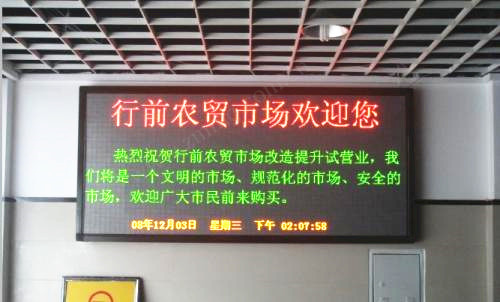 行前农贸市场欢迎您
热烈祝贺行前农贸市场改造提升试营业，我
们将是一个文明的市场、规范化的市场、安全的
市场，欢迎广大市民前来购买。
08年12月03日 星期三 下午 02:07:58